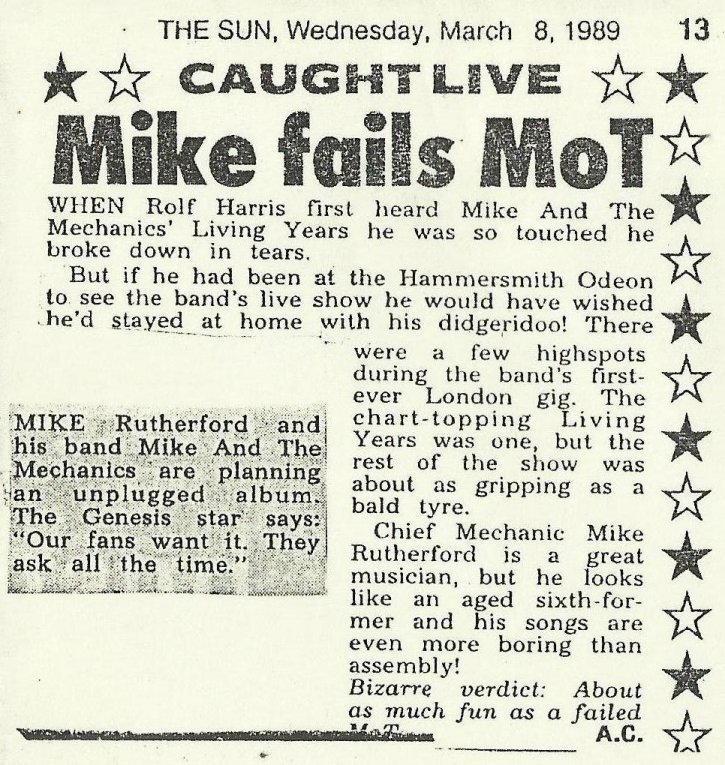 THE SUN, Wednesday, March 8, 1989 13
CAUGHT LIVE
Mike fails MoT
WHEN Rolf Harris first heard Mike And The
Mechanics' Living Years he was so touched he
broke down in tears.
But if he had been at the Hammersmith Odeon
to see the band's live show he would have wished
he'd stayed at home with his didgeridoo! There
were a few highspots
during the band's first-
ever London gig. The
chart-topping Living
Years was one, but the
rest of the show was
about as gripping as a
bald tyre.
Chief Mechanic Mike
Rutherford is a great
musician, but he looks
like an aged sixth-for-
mer and his songs are
even more boring than
assembly!
Bizarre verdict: About
as much fun as a failed
MoT.
A.C.
MIKE Rutherford and
his band Mike And The
Mechanics are planning
an unplugged album.
The Genesis star says:
"Our fans want it. They
ask all the time."